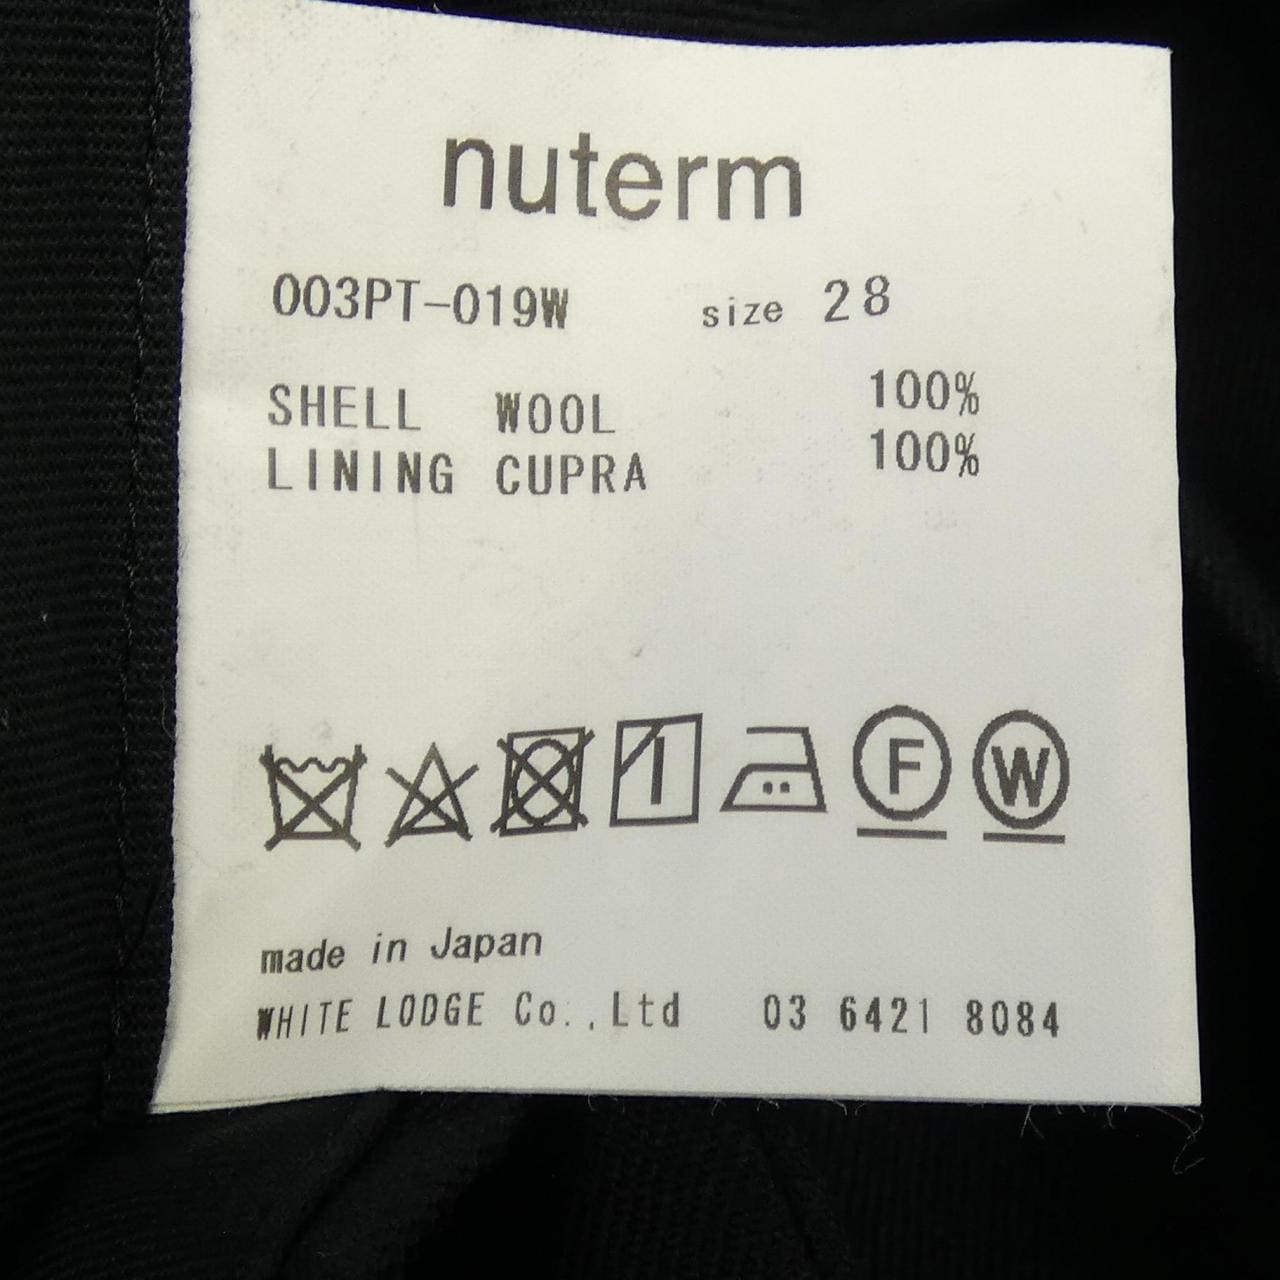 nuterm
003PT-019W size 28
SHELL WOOL 100%
LINING CUPRA 100%
F W
made in Japan
WHITE LODGE Co.,Ltd 03 6421 8084